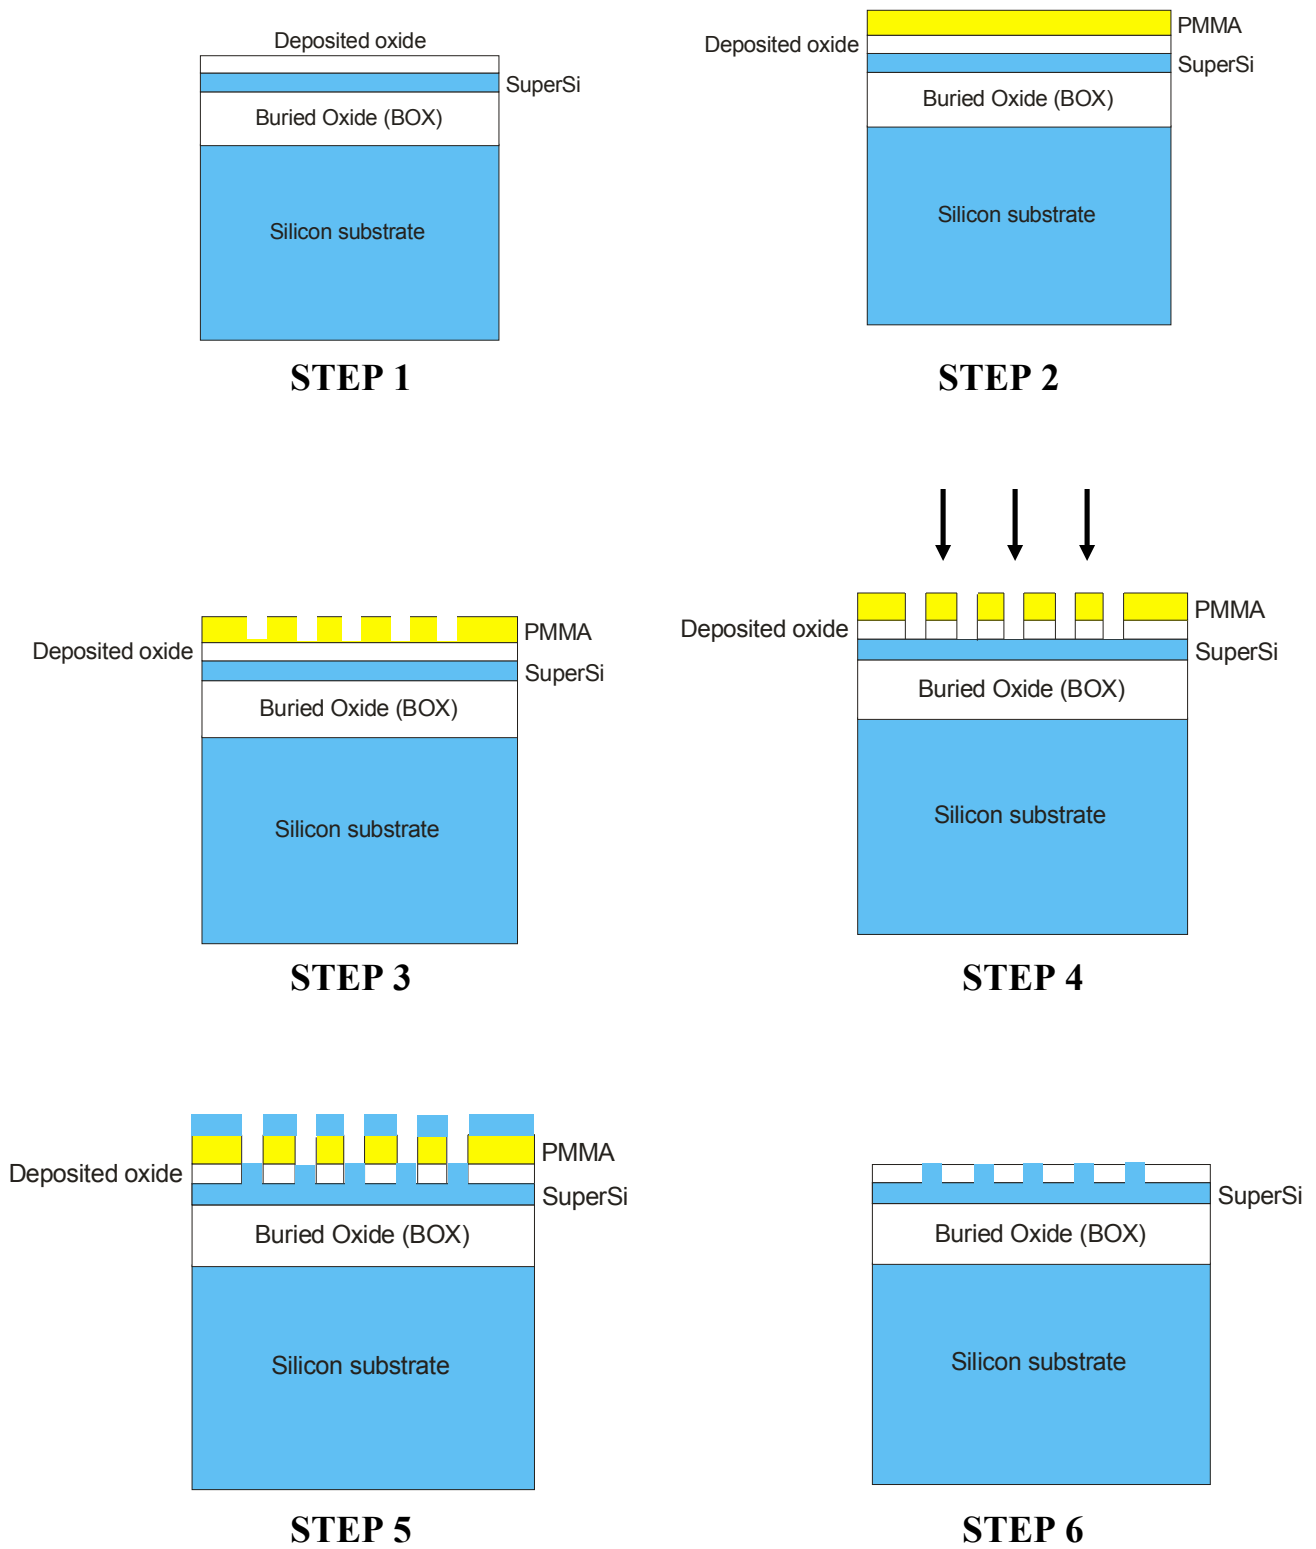 Deposited oxide
SuperSi
Buried Oxide (BOX)
Silicon substrate
STEP 1
PMMA
Deposited oxide
SuperSi
Buried Oxide (BOX)
Silicon substrate
STEP 2
PMMA
Deposited oxide
SuperSi
Buried Oxide (BOX)
Silicon substrate
STEP 3
PMMA
Deposited oxide
SuperSi
Buried Oxide (BOX)
Silicon substrate
STEP 4
PMMA
Deposited oxide
SuperSi
Buried Oxide (BOX)
Silicon substrate
STEP 5
SuperSi
Buried Oxide (BOX)
Silicon substrate
STEP 6